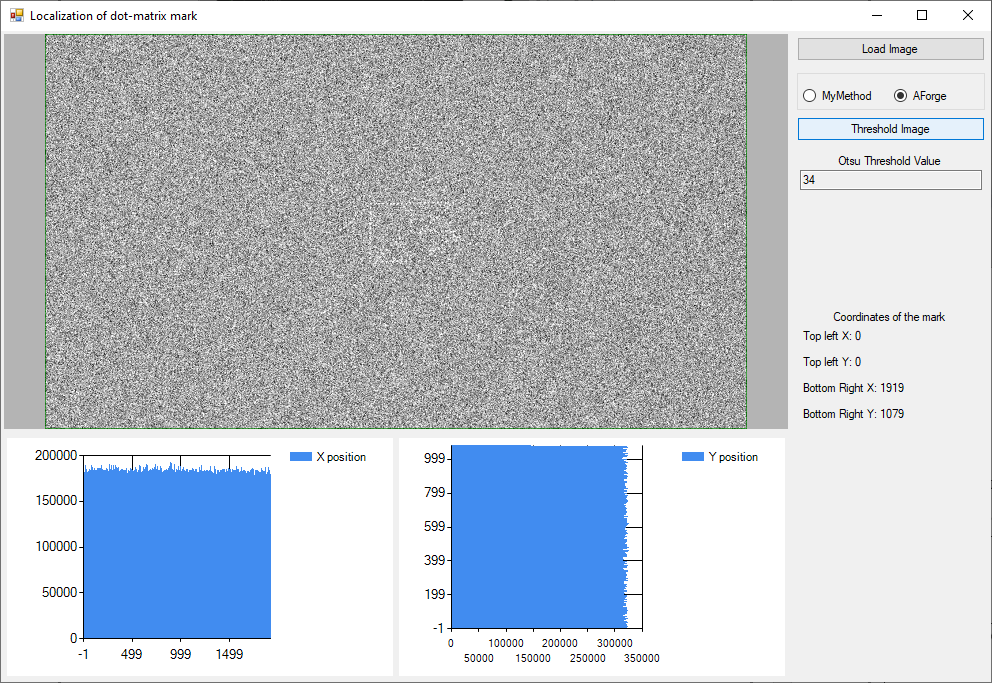 Localization of dot-matrix mark
Load Image
MyMethod AForge
Threshold Image
Otsu Threshold Value
34
Coordinates of the mark
Top left X: 0
Top left Y: 0
Bottom Right X: 1919
Bottom Right Y: 1079
200000
150000
100000
50000
0
-1 499 999 1499
X position
999
799
599
399
199
-1
0 100000 200000 300000
50000 150000 250000 350000
Y position